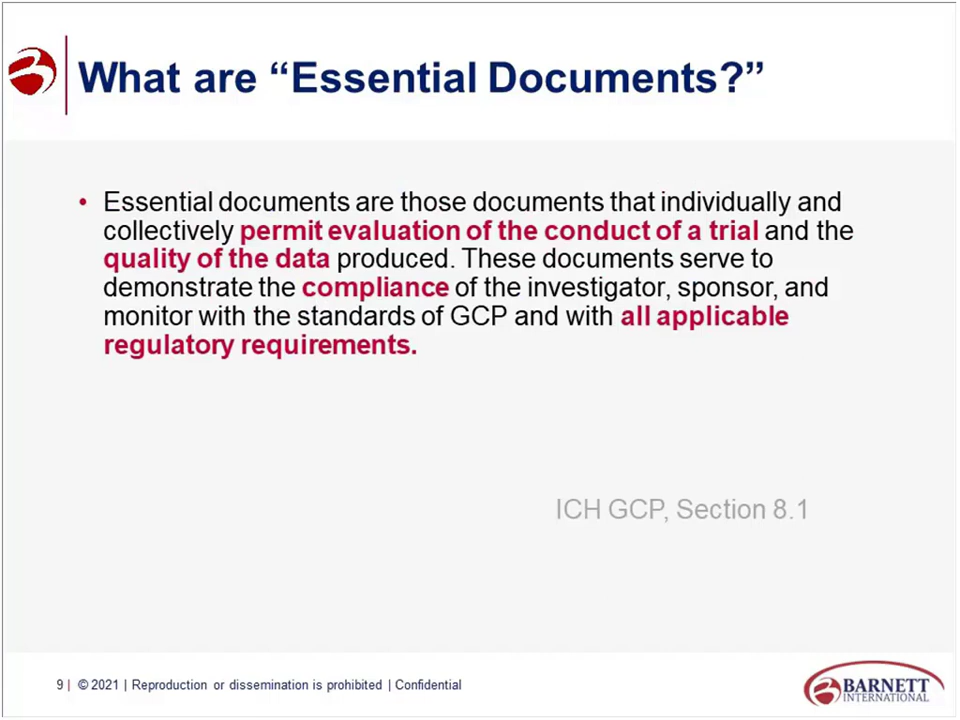 What are “Essential Documents?”
• Essential documents are those documents that individually and
collectively permit evaluation of the conduct of a trial and the
quality of the data produced. These documents serve to
demonstrate the compliance of the investigator, sponsor, and
monitor with the standards of GCP and with all applicable
regulatory requirements.
ICH GCP, Section 8.1
9 | © 2021 | Reproduction or dissemination is prohibited | Confidential
BARNETT
INTERNATIONAL